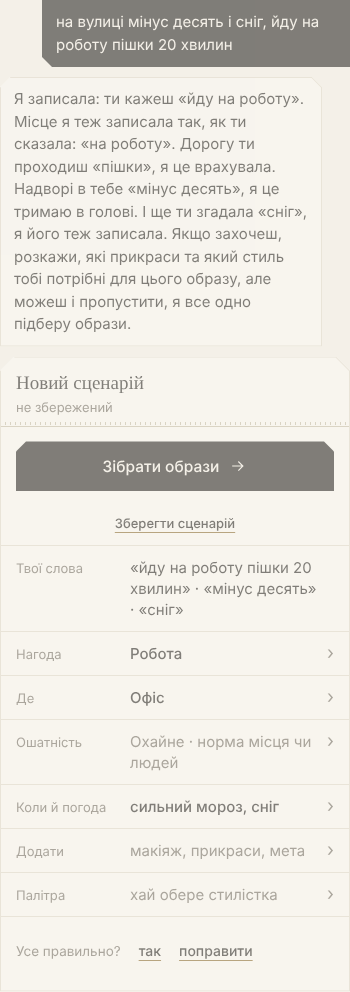 на вулиці мінус десять і сніг, йду на
роботу пішки 20 хвилин
Я записала: ти кажеш «йду на роботу».
Місце я теж записала так, як ти
сказала: «на роботу». Дорогу ти
проходиш «пішки», я це врахувала.
Надворі в тебе «мінус десять», я це
тримаю в голові. І ще ти згадала «сніг»,
я його теж записала. Якщо захочеш,
розкажи, які прикраси та який стиль
тобі потрібні для цього образу, але
можеш і пропустити, я все одно
підберу образи.
Новий сценарій
не збережений
Зібрати образи →
Зберегти сценарій
Твої слова «йду на роботу пішки 20
хвилин» · «мінус десять»
· «сніг»
Нагода Робота ›
Де Офіс ›
Ошатність Охайне · норма місця чи ›
людей
Коли й погода сильний мороз, сніг ›
Додати макіяж, прикраси, мета ›
Палітра хай обере стилістка ›
Усе правильно? так поправити